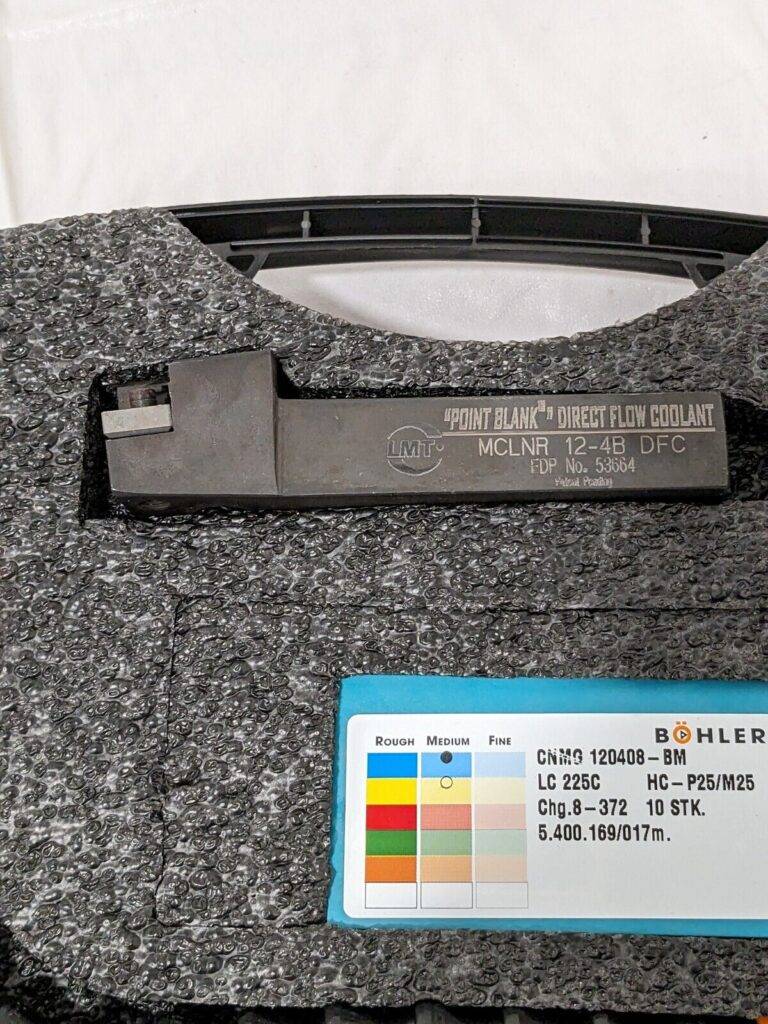 "POINT BLANK" DIRECT FLOW COOLANT
LMT
MCLNR 12-4B DFC
EDP No. 53664
Patent Pending
BÖHLER
ROUGH MEDIUM FINE
CNMG 120408-BM
LC 225C HC-P25/M25
Chg.8-372 10 STK.
5.400.169/017m.